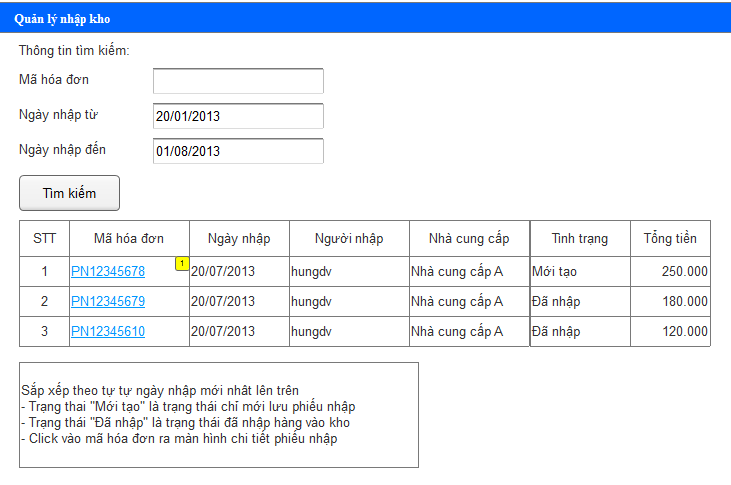 Quản lý nhập kho
Thông tin tìm kiếm:
Mã hóa đơn
Ngày nhập từ 20/01/2013
Ngày nhập đến 01/08/2013
Tìm kiếm
STT Mã hóa đơn Ngày nhập Người nhập Nhà cung cấp Tình trạng Tổng tiền
1 PN12345678 1 20/07/2013 hungdv Nhà cung cấp A Mới tạo 250.000
2 PN12345679 20/07/2013 hungdv Nhà cung cấp A Đã nhập 180.000
3 PN12345610 20/07/2013 hungdv Nhà cung cấp A Đã nhập 120.000
Sắp xếp theo tự tự ngày nhập mới nhât lên trên
- Trạng thai "Mới tạo" là trạng thái chỉ mới lưu phiếu nhập
- Trạng thái "Đã nhập" là trạng thái đã nhập hàng vào kho
- Click vào mã hóa đơn ra màn hình chi tiết phiếu nhập